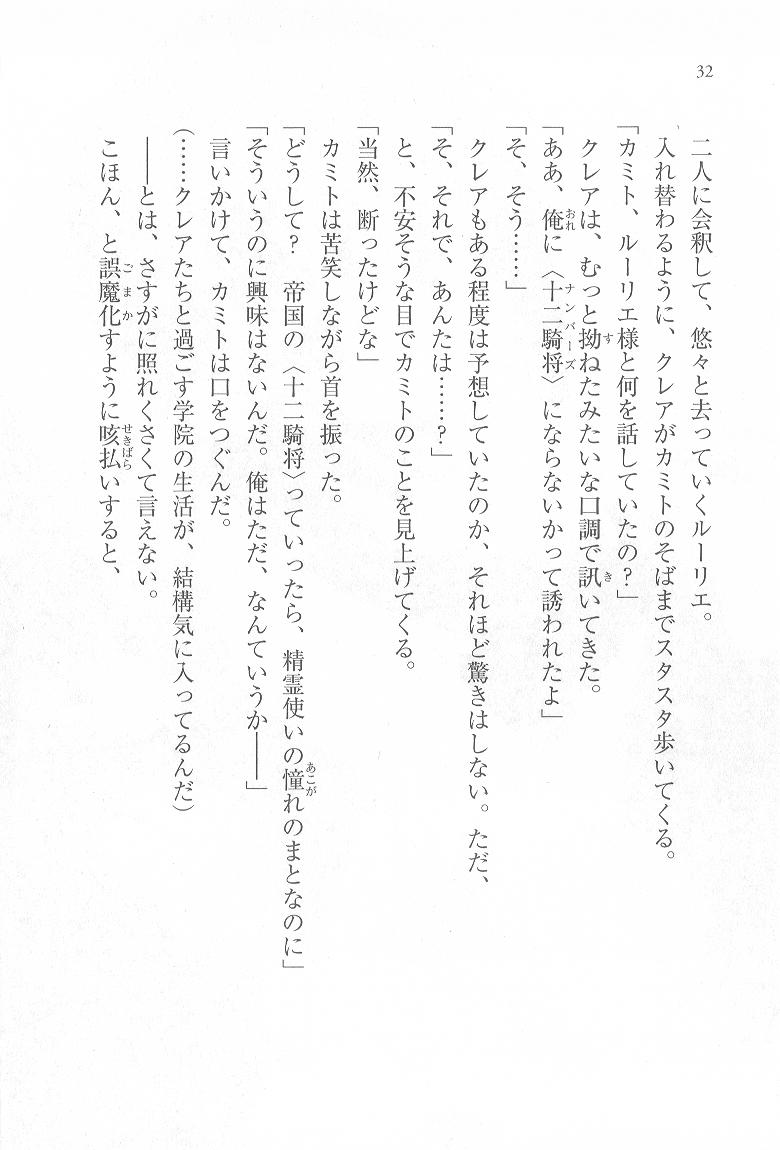 32
二人に会釈して、悠々と去っていくルーリエ。
入れ替わるように、クレアがカミトのそばまでスタスタ歩いてくる。
「カミト、ルーリエ様と何を話していたの？」
クレアは、むっと拗ねたみたいな口調で訊いてきた。
「ああ、俺に〈十二騎将〉にならないかって誘われたよ」
「そ、そう……」
クレアもある程度は予想していたのか、それほど驚きはしない。ただ、
「そ、それで、あんたは……？」
と、不安そうな目でカミトのことを見上げてくる。
「当然、断ったけどな」
カミトは苦笑しながら首を振った。
「どうして？　帝国の〈十二騎将〉っていったら、精霊使いの憧れのまとなのに」
「そういうのに興味はないんだ。俺はただ、なんていうか――」
言いかけて、カミトは口をつぐんだ。
（……クレアたちと過ごす学院の生活が、結構気に入ってるんだ）
――とは、さすがに照れくさくて言えない。
こほん、と誤魔化すように咳払いすると、